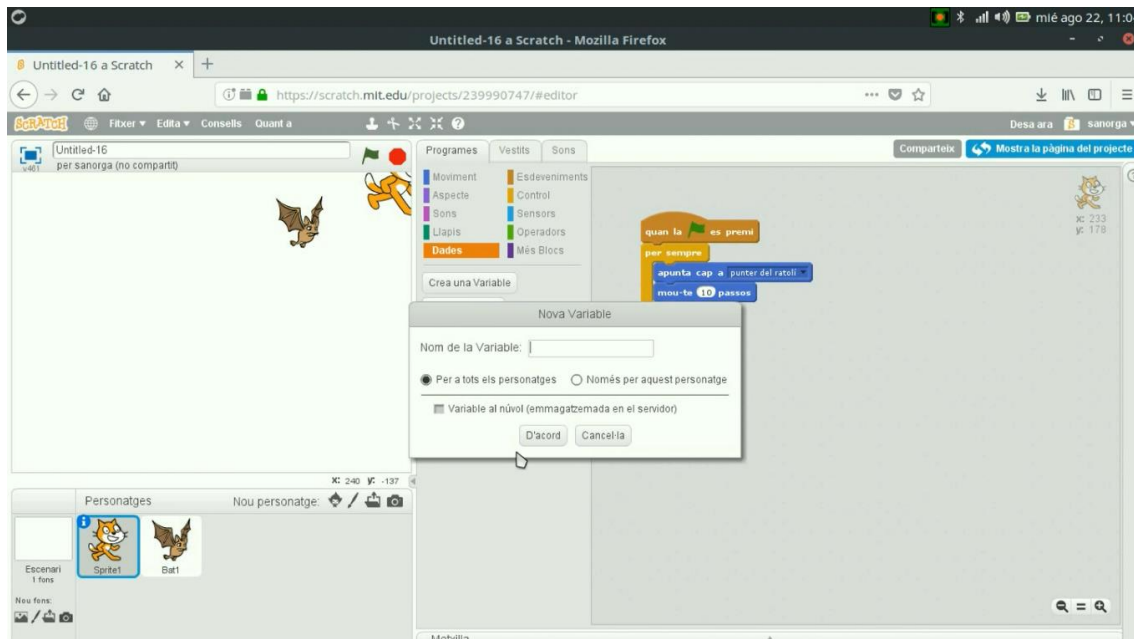 mié ago 22, 11:0
Untitled-16 a Scratch - Mozilla Firefox
Untitled-16 a Scratch
https://scratch.mit.edu/projects/239990747/#editor
SCRATCH Fitxer Edita Consells Quant a Desa ara sanorga
Untitled-16
per sanorga (no compartit)
v461
Programes Vestits Sons
Comparteix Mostra la pàgina del projecte
Moviment Esdeveniments
Aspecte Control
Sons Sensors
Llapis Operadors
Dades Més Blocs
x: 233
y: 178
Crea una Variable
quan la es premi
per sempre
apunta cap a punter del ratolí
mou-te 10 passos
Nova Variable
Nom de la Variable:
Per a tots els personatges Només per aquest personatge
Variable al núvol (emmagatzemada en el servidor)
D'acord Cancel·la
X: 240 Y: -137
Personatges Nou personatge:
Escenari
1 fons
Sprite1 Bat1
Nou fons:
Motxilla